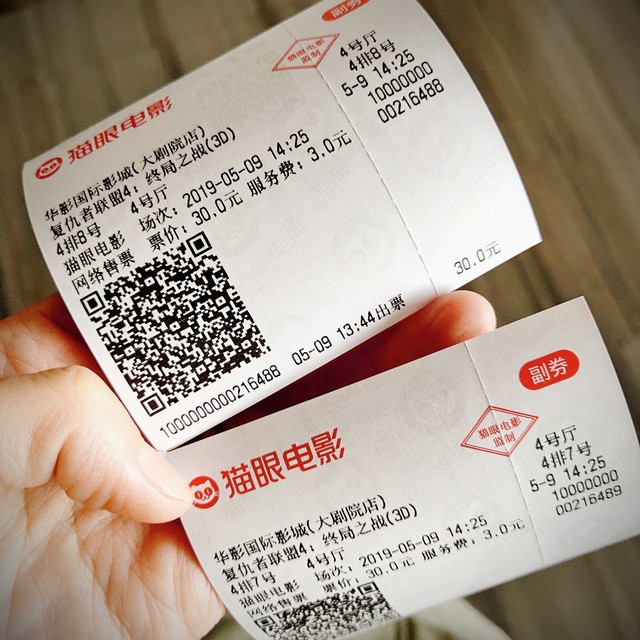 副券
猫眼电影
监制
4号厅
4排8号
5-9 14:25
10000000
00216488
猫眼电影
华影国际影城(大剧院店)
复仇者联盟4：终局之战(3D)
4号厅 场次：2019-05-09 14:25
4排8号 票价：30.0元 服务费：3.0元
猫眼电影
网络售票
30.0元
1000000000216488 05-09 13:44出票
副券
猫眼电影
监制
4号厅
4排7号
5-9 14:25
10000000
00216489
猫眼电影
华影国际影城(大剧院店)
复仇者联盟4：终局之战(3D)
4号厅 场次：2019-05-09 14:25
4排7号 票价：30.0元 服务费：3.0元
猫眼电影
网络售票